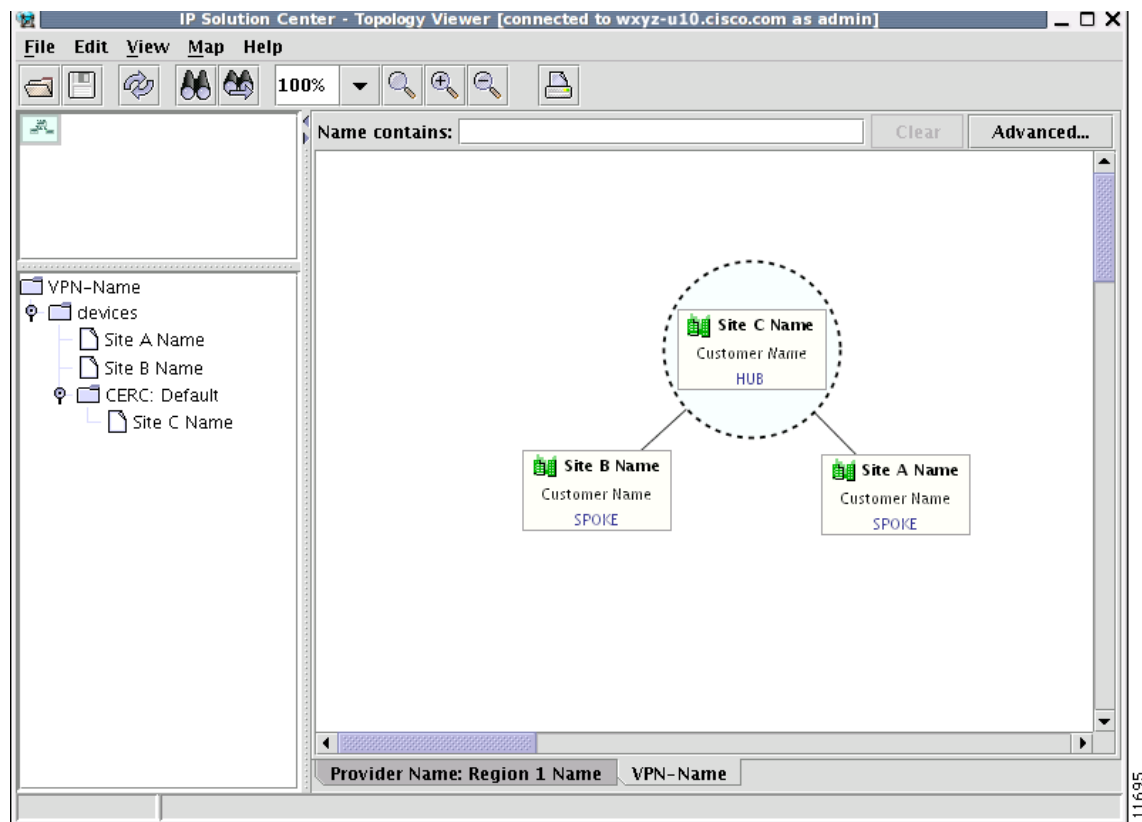 IP Solution Center - Topology Viewer [connected to wxyz-u10.cisco.com as admin]
File Edit View Map Help
100%
Name contains: Clear Advanced...
VPN-Name
devices
Site A Name
Site B Name
CERC: Default
Site C Name
Site C Name
Customer Name
HUB
Site B Name
Customer Name
SPOKE
Site A Name
Customer Name
SPOKE
Provider Name: Region 1 Name VPN-Name
11695